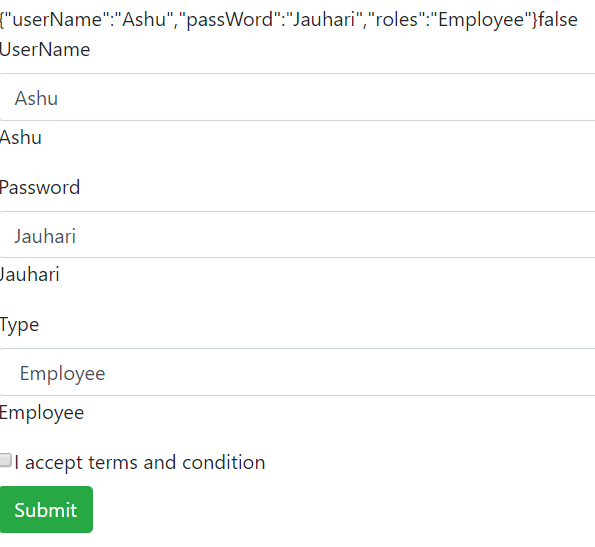 {"userName":"Ashu","passWord":"Jauhari","roles":"Employee"}false
UserName
Ashu
Ashu
Password
Jauhari
Jauhari
Type
Employee
Employee
I accept terms and condition
Submit